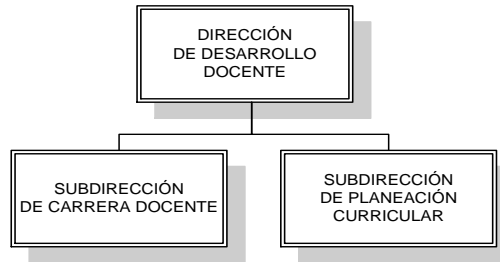 DIRECCIÓN
DE DESARROLLO
DOCENTE
SUBDIRECCIÓN
DE CARRERA DOCENTE
SUBDIRECCIÓN
DE PLANEACIÓN
CURRICULAR